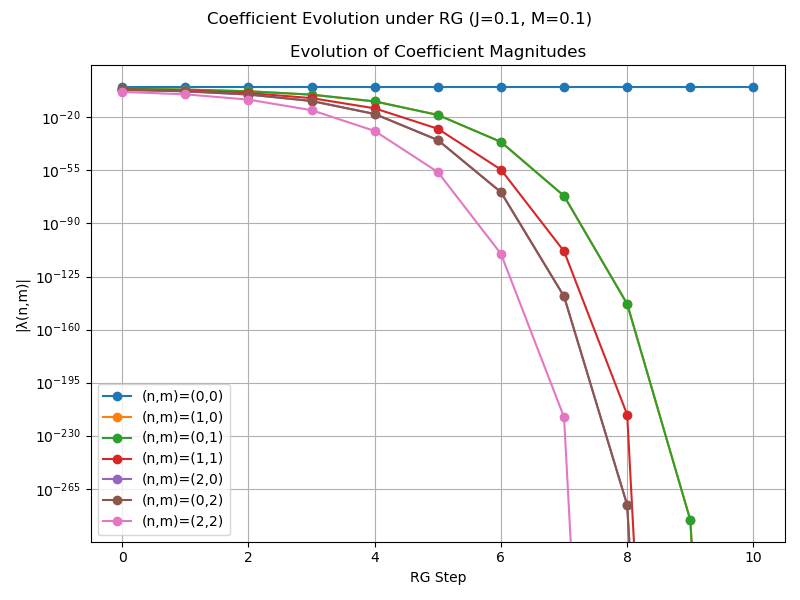 Coefficient Evolution under RG (J=0.1, M=0.1)
Evolution of Coefficient Magnitudes
|λ(n,m)|
10⁻²⁰
10⁻⁵⁵
10⁻⁹⁰
10⁻¹²⁵
10⁻¹⁶⁰
10⁻¹⁹⁵
10⁻²³⁰
10⁻²⁶⁵
(n,m)=(0,0)
(n,m)=(1,0)
(n,m)=(0,1)
(n,m)=(1,1)
(n,m)=(2,0)
(n,m)=(0,2)
(n,m)=(2,2)
0 2 4 6 8 10
RG Step